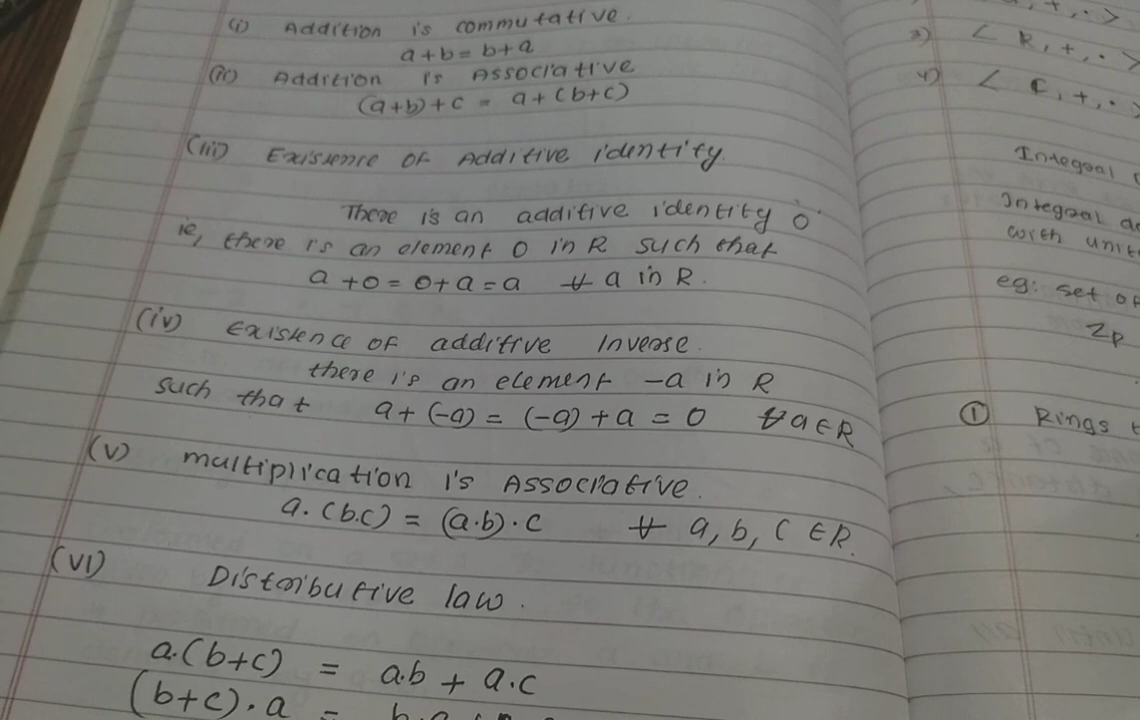 (i) Addition is commutative.
a+b=b+a
(ii) Addition is Associative
(a+b)+c = a+(b+c)
(iii) Existence OF Additive identity.
There is an additive identity 0
ie, there is an element 0 in R such that
a+0=0+a=a ∀ a in R.
(iv) Existence OF additive Inverse.
there is an element -a in R
such that a+(-a) = (-a)+a = 0 ∀a∈R
(v) multiplication is Associative.
a.(b.c) = (a.b).c ∀ a, b, c ∈R.
(vi) Distributive law.
a.(b+c) = a.b + a.c
(b+c).a =
, +, . >
3) < R, +, . >
4) < C, +, . >
Integral
Integral
with unit
eg: set of
Zp
① Rings